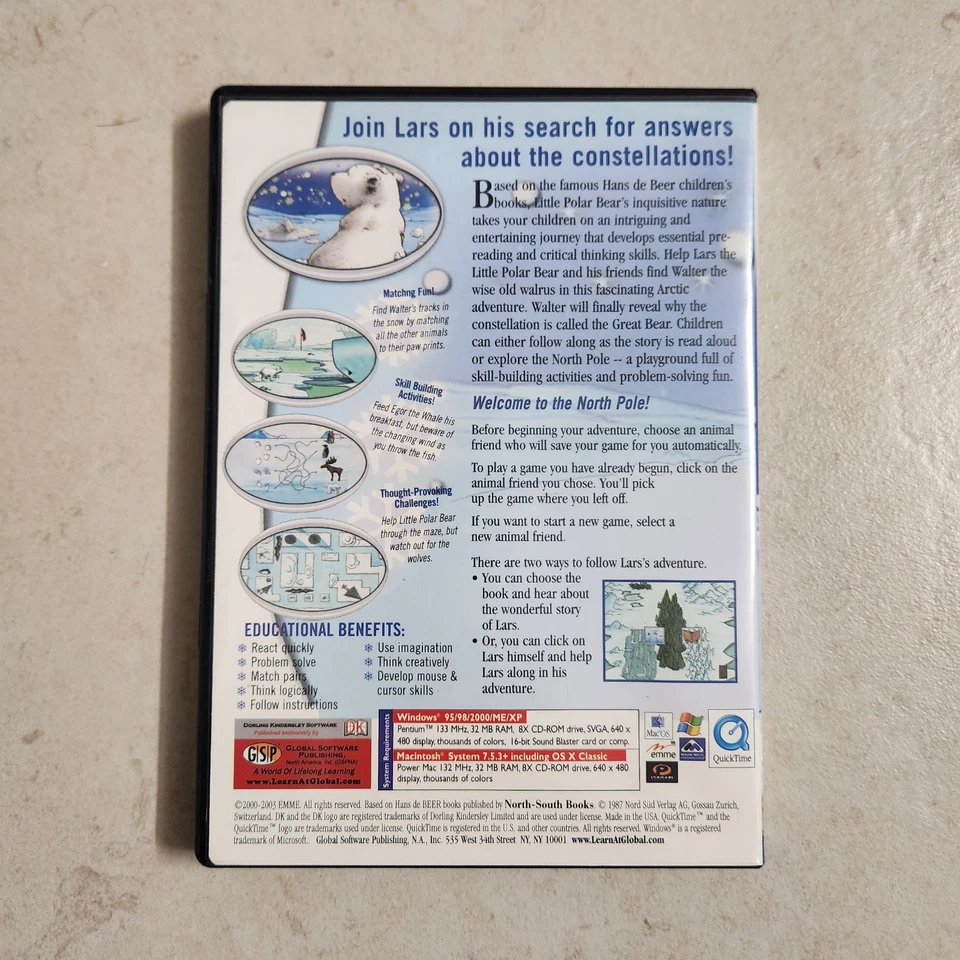 Join Lars on his search for answers
about the constellations!
Based on the famous Hans de Beer children's
books, Little Polar Bear's inquisitive nature
takes your children on an intriguing and
entertaining journey that develops essential pre-
reading and critical thinking skills. Help Lars the
Little Polar Bear and his friends find Walter the
wise old walrus in this fascinating Arctic
adventure. Walter will finally reveal why the
constellation is called the Great Bear. Children
can either follow along as the story is read aloud
or explore the North Pole -- a playground full of
skill-building activities and problem-solving fun.
Matchng Fun!
Find Walter's tracks in
the snow by matching
all the other animals
to their paw prints.
Skill Building
Activities!
Feed Egor the Whale his
breakfast, but beware of
the changing wind as
you throw the fish.
Thought-Provoking
Challenges!
Help Little Polar Bear
through the maze, but
watch out for the
wolves.
Welcome to the North Pole!
Before beginning your adventure, choose an animal
friend who will save your game for you automatically.
To play a game you have already begun, click on the
animal friend you chose. You'll pick
up the game where you left off.
If you want to start a new game, select a
new animal friend.
There are two ways to follow Lars's adventure.
• You can choose the
book and hear about
the wonderful story
of Lars.
• Or, you can click on
Lars himself and help
Lars along in his
adventure.
EDUCATIONAL BENEFITS:
React quickly
Problem solve
Match pairs
Think logically
Follow instructions
Use imagination
Think creatively
Develop mouse &
cursor skills
DORLING KINDERSLEY SOFTWARE
Published exclusively by
DK
GSP
GLOBAL SOFTWARE
PUBLISHING,
North America, Inc. (GSPNA)
A World Of Lifelong Learning
www.LearnAtGlobal.com
System Requirements
Windows® 95/98/2000/ME/XP
Pentium™ 133 MHz, 32 MB RAM, 8X CD-ROM drive, SVGA, 640 x
480 display, thousands of colors, 16-bit Sound Blaster card or comp.
Macintosh® System 7.5.3+ including OS X Classic
Power Mac 132 MHz, 32 MB RAM, 8X CD-ROM drive, 640 x 480
display, thousands of colors
MacOS
emme
QuickTime
©2000-2003 EMME. All rights reserved. Based on Hans de BEER books published by North-South Books. © 1987 Nord Süd Verlag AG, Gossau Zurich,
Switzerland. DK and the DK logo are registered trademarks of Dorling Kindersley Limited and are used under license. Made in the USA. QuickTime™ and the
QuickTime™ logo are trademarks used under license. QuickTime is registered in the U.S. and other countries. All rights reserved. Windows® is a registered
trademark of Microsoft. Global Software Publishing, N.A., Inc. 535 West 34th Street NY, NY 10001 www.LearnAtGlobal.com